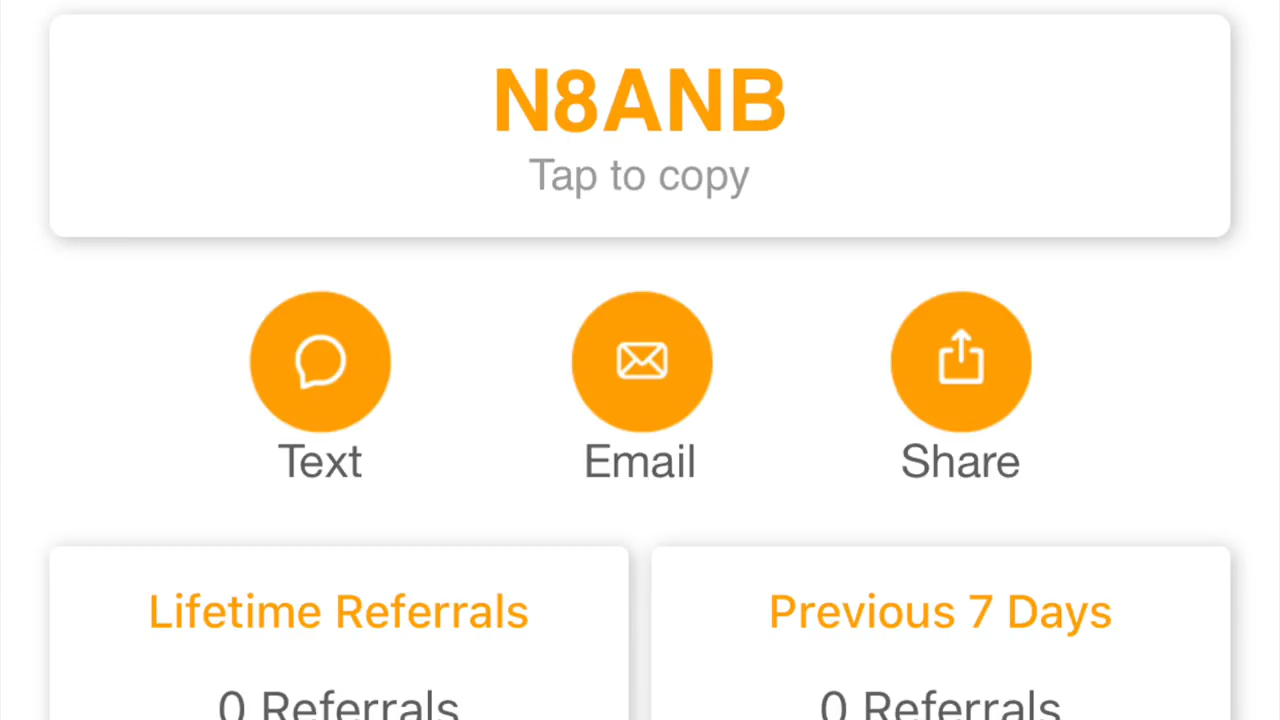 N8ANB
Tap to copy
Text Email Share
Lifetime Referrals Previous 7 Days
0 Referrals 0 Referrals